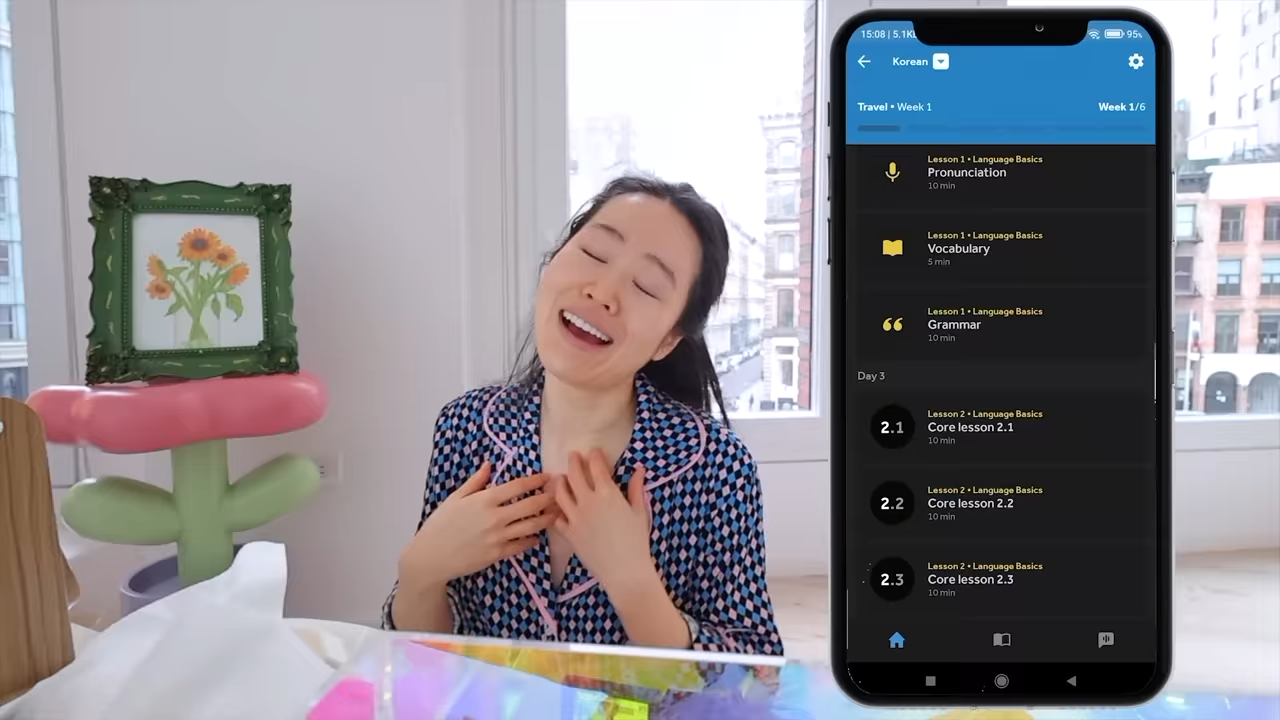 15:08 | 5.1K
95%
Korean
Travel • Week 1
Week 1/6
Lesson 1 • Language Basics
Pronunciation
10 min
Lesson 1 • Language Basics
Vocabulary
5 min
Lesson 1 • Language Basics
Grammar
10 min
Day 3
2.1
Lesson 2 • Language Basics
Core lesson 2.1
10 min
2.2
Lesson 2 • Language Basics
Core lesson 2.2
10 min
2.3
Lesson 2 • Language Basics
Core lesson 2.3
10 min